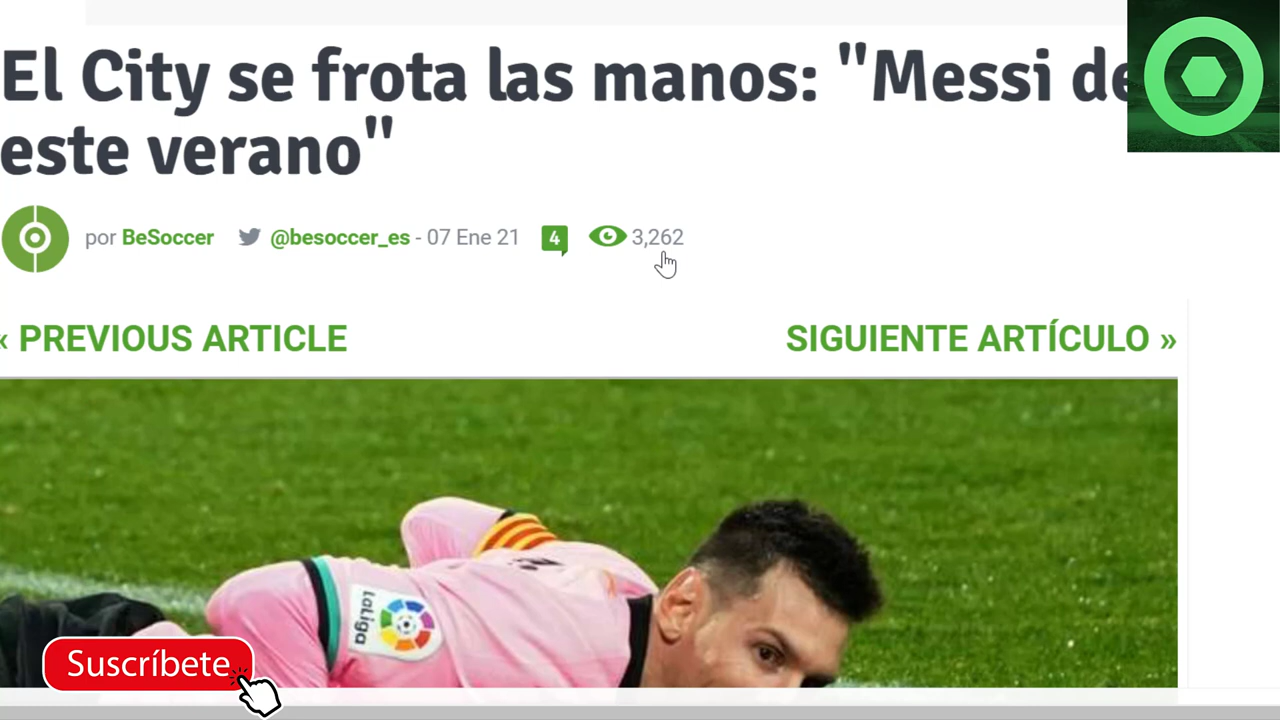 El City se frota las manos: "Messi de
este verano"
por BeSoccer @besoccer_es - 07 Ene 21 4 3,262
« PREVIOUS ARTICLE SIGUIENTE ARTÍCULO »
LaLiga
Suscríbete